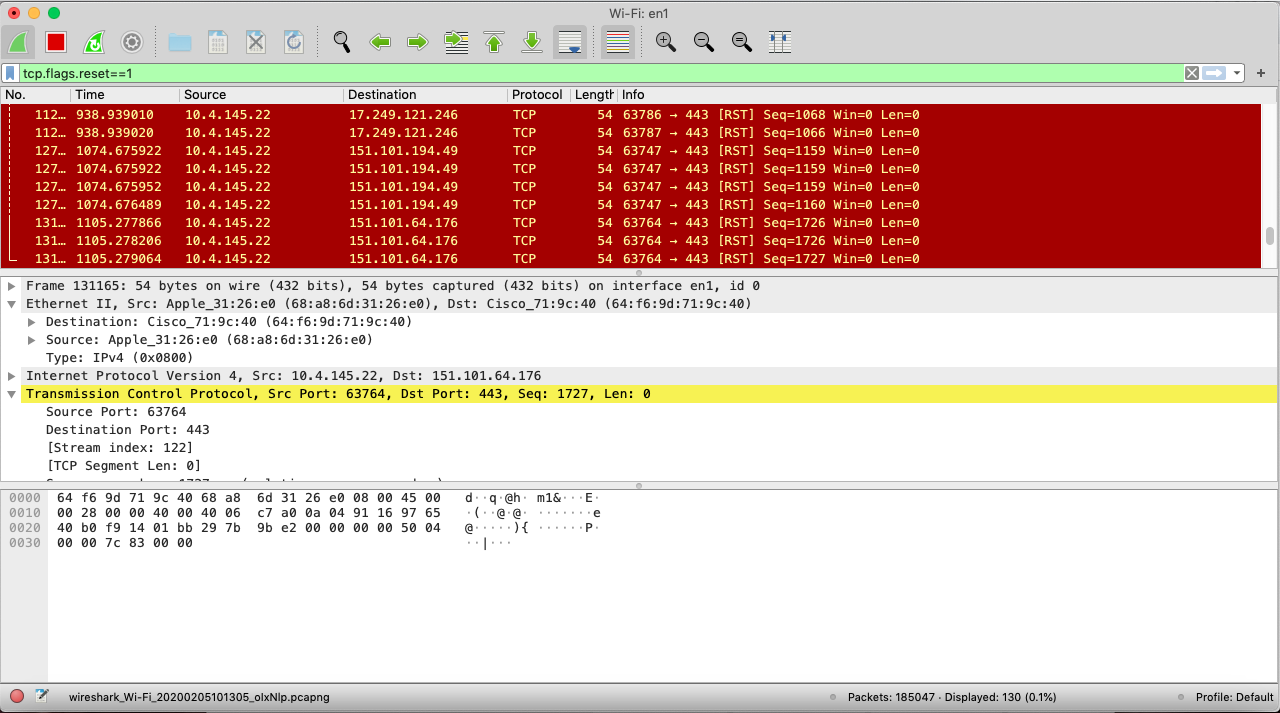 Wi-Fi: en1
tcp.flags.reset==1
No. Time Source Destination Protocol Length Info
112… 938.939010 10.4.145.22 17.249.121.246 TCP 54 63786 → 443 [RST] Seq=1068 Win=0 Len=0
112… 938.939020 10.4.145.22 17.249.121.246 TCP 54 63787 → 443 [RST] Seq=1066 Win=0 Len=0
127… 1074.675922 10.4.145.22 151.101.194.49 TCP 54 63747 → 443 [RST] Seq=1159 Win=0 Len=0
127… 1074.675922 10.4.145.22 151.101.194.49 TCP 54 63747 → 443 [RST] Seq=1159 Win=0 Len=0
127… 1074.675952 10.4.145.22 151.101.194.49 TCP 54 63747 → 443 [RST] Seq=1159 Win=0 Len=0
127… 1074.676489 10.4.145.22 151.101.194.49 TCP 54 63747 → 443 [RST] Seq=1160 Win=0 Len=0
131… 1105.277866 10.4.145.22 151.101.64.176 TCP 54 63764 → 443 [RST] Seq=1726 Win=0 Len=0
131… 1105.278206 10.4.145.22 151.101.64.176 TCP 54 63764 → 443 [RST] Seq=1726 Win=0 Len=0
131… 1105.279064 10.4.145.22 151.101.64.176 TCP 54 63764 → 443 [RST] Seq=1727 Win=0 Len=0
Frame 131165: 54 bytes on wire (432 bits), 54 bytes captured (432 bits) on interface en1, id 0
Ethernet II, Src: Apple_31:26:e0 (68:a8:6d:31:26:e0), Dst: Cisco_71:9c:40 (64:f6:9d:71:9c:40)
Destination: Cisco_71:9c:40 (64:f6:9d:71:9c:40)
Source: Apple_31:26:e0 (68:a8:6d:31:26:e0)
Type: IPv4 (0x0800)
Internet Protocol Version 4, Src: 10.4.145.22, Dst: 151.101.64.176
Transmission Control Protocol, Src Port: 63764, Dst Port: 443, Seq: 1727, Len: 0
Source Port: 63764
Destination Port: 443
[Stream index: 122]
[TCP Segment Len: 0]
0000 64 f6 9d 71 9c 40 68 a8 6d 31 26 e0 08 00 45 00 d··q·@h· m1&···E·
0010 00 28 00 00 40 00 40 06 c7 a0 0a 04 91 16 97 65 ·(··@·@· ·······e
0020 40 b0 f9 14 01 bb 29 7b 9b e2 00 00 00 00 50 04 @·····){ ······P·
0030 00 00 7c 83 00 00 ··|···
wireshark_Wi-Fi_20200205101305_olxNlp.pcapng Packets: 185047 · Displayed: 130 (0.1%) Profile: Default